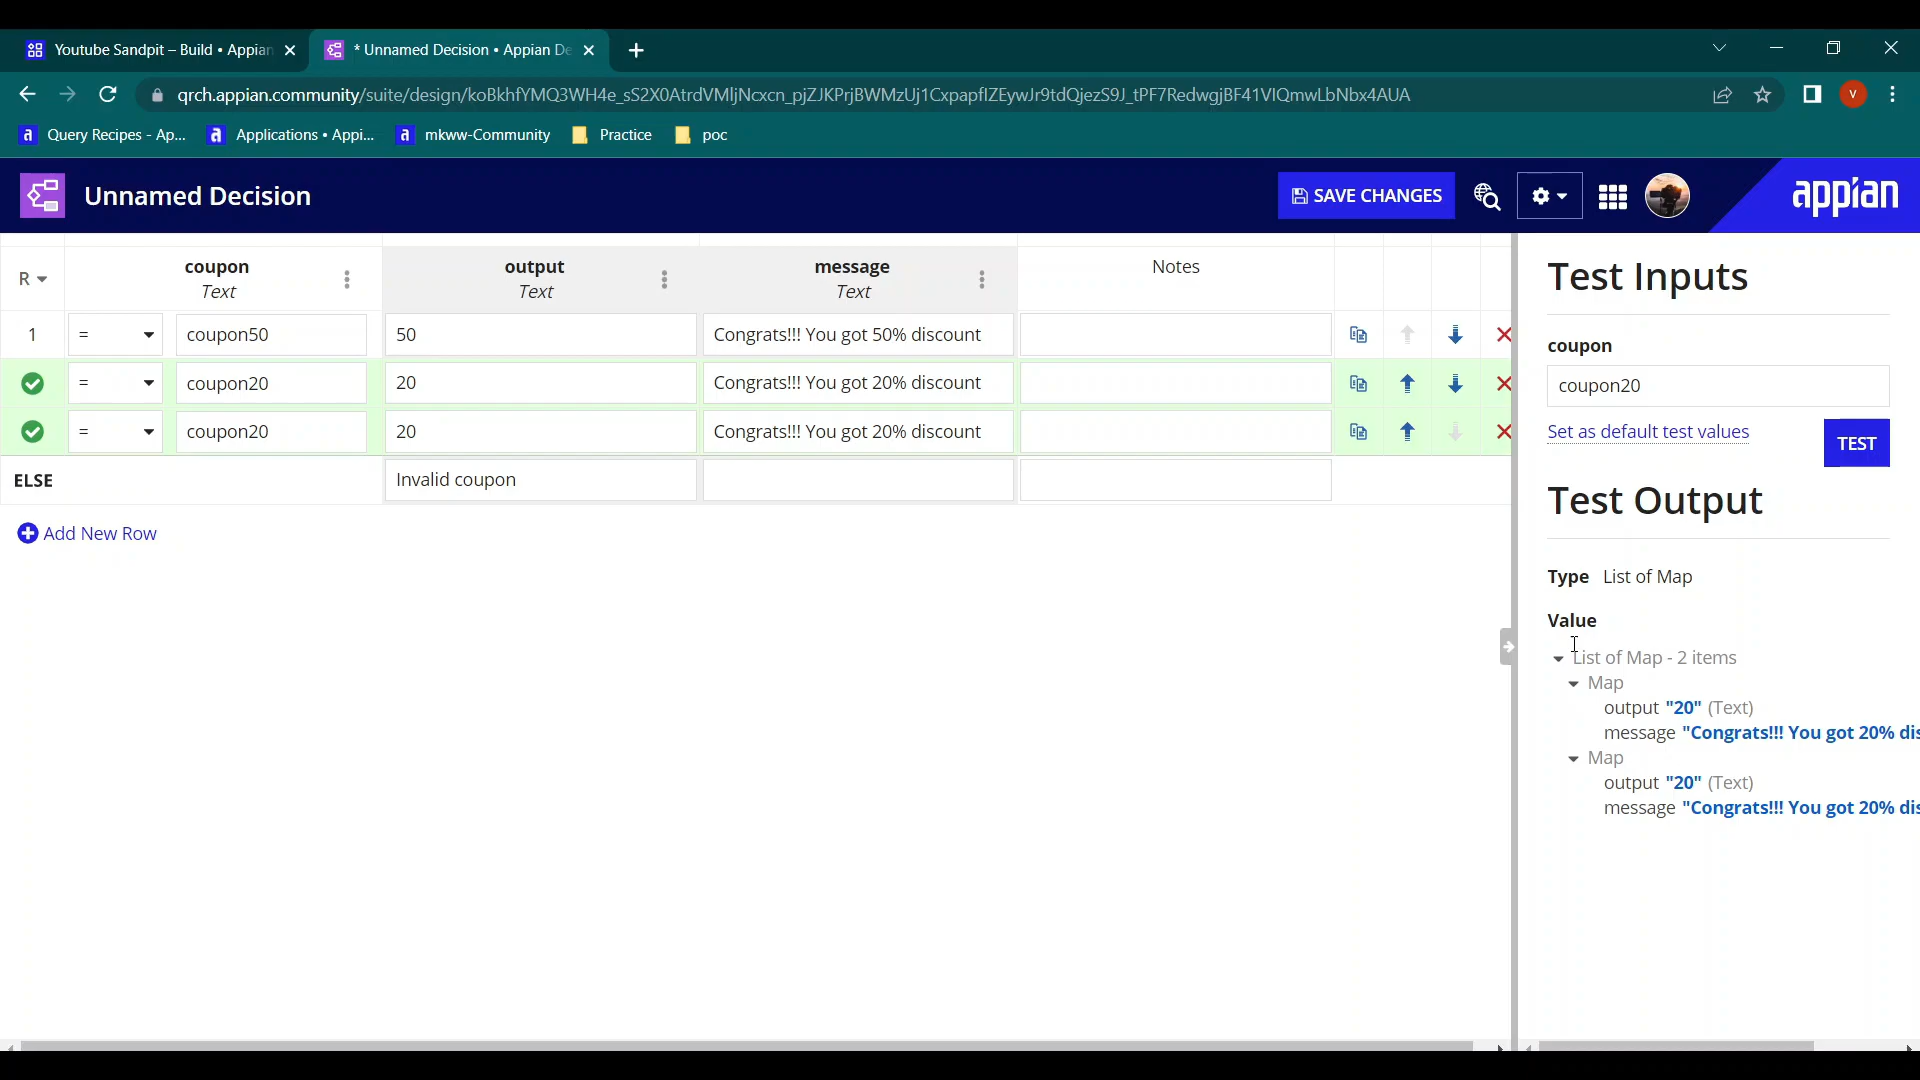 Youtube Sandpit – Build • Appian
* Unnamed Decision • Appian De
qrch.appian.community/suite/design/koBkhfYMQ3WH4e_sS2X0AtrdVMljNcxcn_pjZJKPrjBWMzUj1CxpapflZEywJr9tdQjezS9J_tPF7RedwgjBF41VlQmwLbNbx4AUA
V
Query Recipes - Ap...
Applications • Appi...
mkww-Community
Practice
poc
Unnamed Decision
SAVE CHANGES
appian
R
coupon
Text
output
Text
message
Text
Notes
1 = coupon50 50 Congrats!!! You got 50% discount
= coupon20 20 Congrats!!! You got 20% discount
= coupon20 20 Congrats!!! You got 20% discount
ELSE Invalid coupon
Add New Row
Test Inputs
coupon
coupon20
Set as default test values
TEST
Test Output
Type List of Map
Value
List of Map - 2 items
Map
output "20" (Text)
message "Congrats!!! You got 20% dis
Map
output "20" (Text)
message "Congrats!!! You got 20% dis